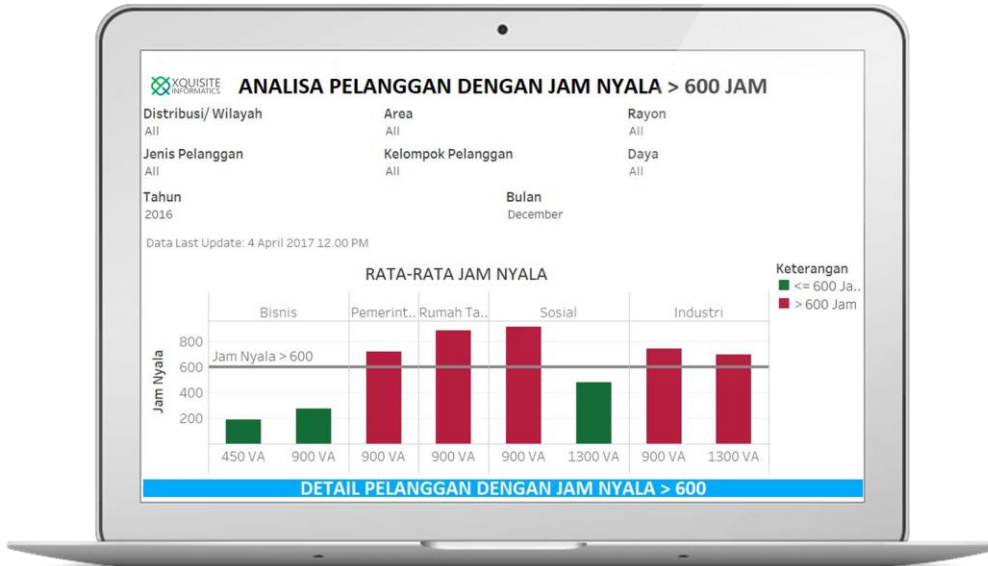 XQUISITE INFORMATICS
ANALISA PELANGGAN DENGAN JAM NYALA > 600 JAM
Distribusi/ Wilayah Area Rayon
All All All
Jenis Pelanggan Kelompok Pelanggan Daya
All All All
Tahun Bulan
2016 December
Data Last Update: 4 April 2017 12.00 PM
RATA-RATA JAM NYALA
Keterangan
<= 600 Ja..
> 600 Jam
Bisnis Pemerint.. Rumah Ta.. Sosial Industri
Jam Nyala
800
600
400
200
Jam Nyala > 600
450 VA 900 VA 900 VA 900 VA 900 VA 1300 VA 900 VA 1300 VA
DETAIL PELANGGAN DENGAN JAM NYALA > 600